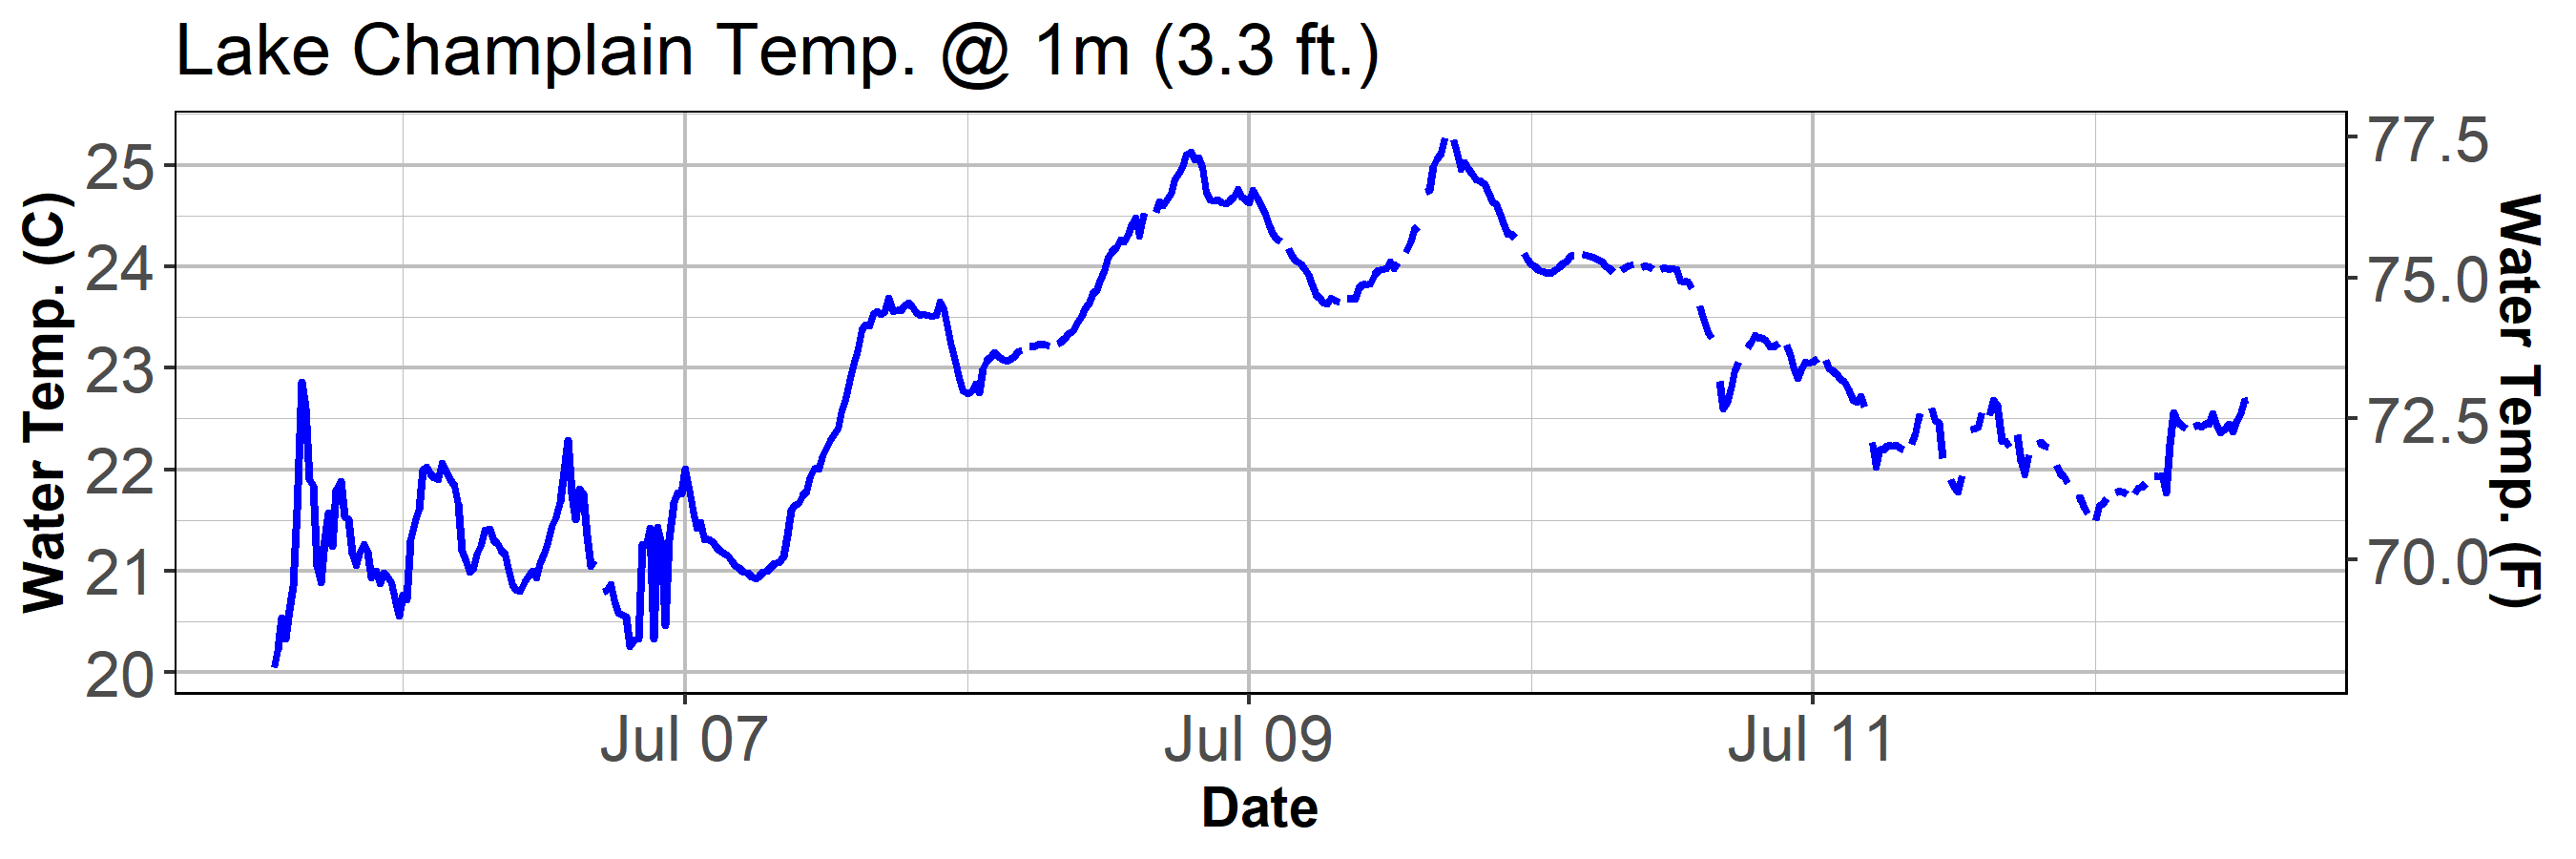 Lake Champlain Temp. @ 1m (3.3 ft.)
Water Temp. (C)
25
24
23
22
21
20
77.5
75.0
72.5
70.0
Water Temp. (F)
Jul 07
Jul 09
Jul 11
Date